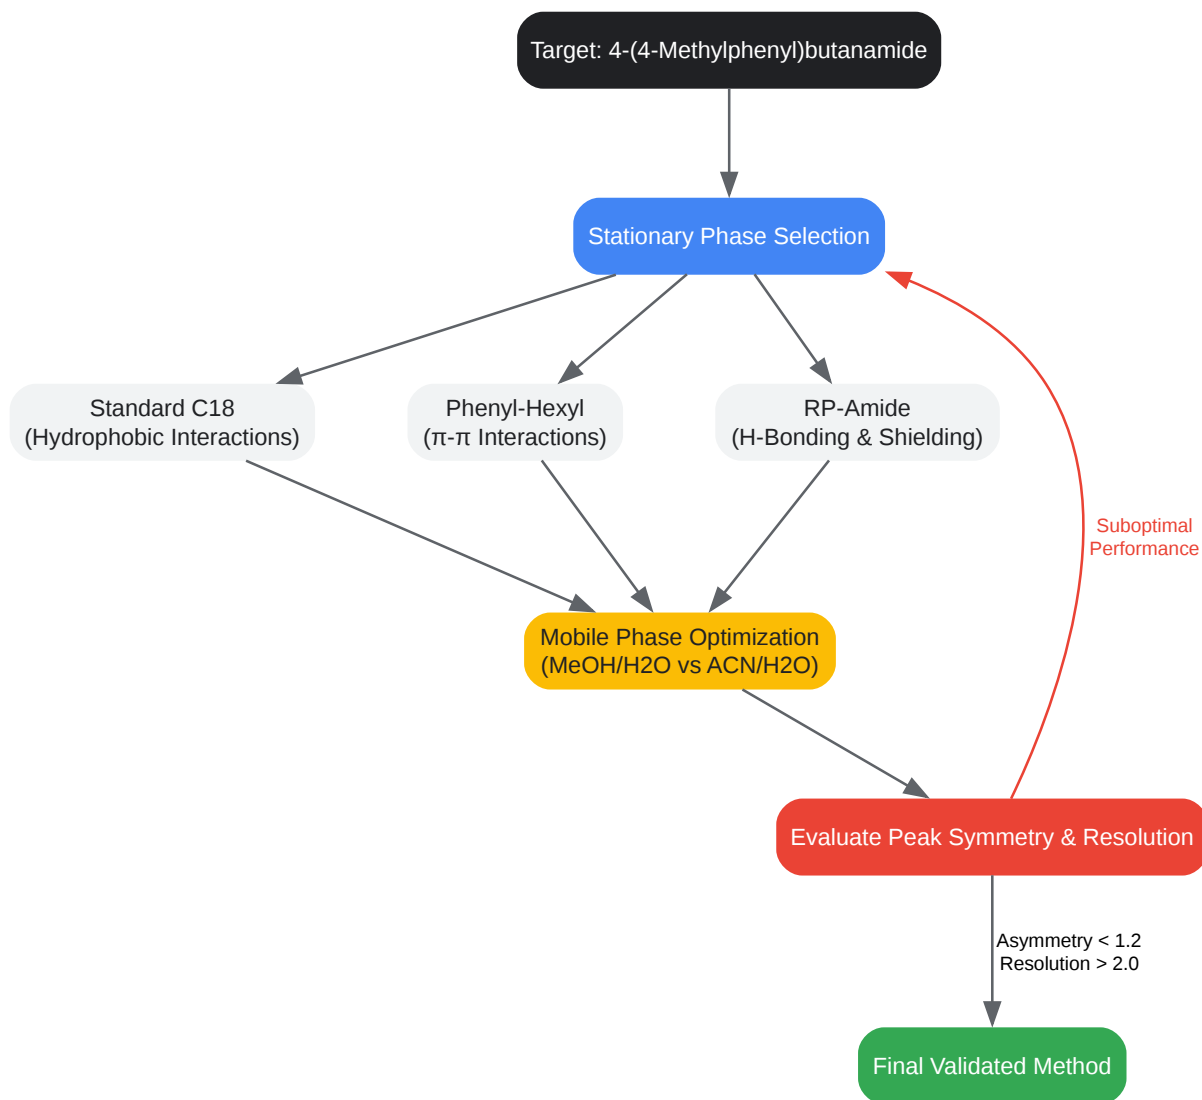 Target: 4-(4-Methylphenyl)butanamide
Stationary Phase Selection
Standard C18
(Hydrophobic Interactions)
Phenyl-Hexyl
(π-π Interactions)
RP-Amide
(H-Bonding & Shielding)
Suboptimal
Performance
Mobile Phase Optimization
(MeOH/H2O vs ACN/H2O)
Evaluate Peak Symmetry & Resolution
Asymmetry < 1.2
Resolution > 2.0
Final Validated Method